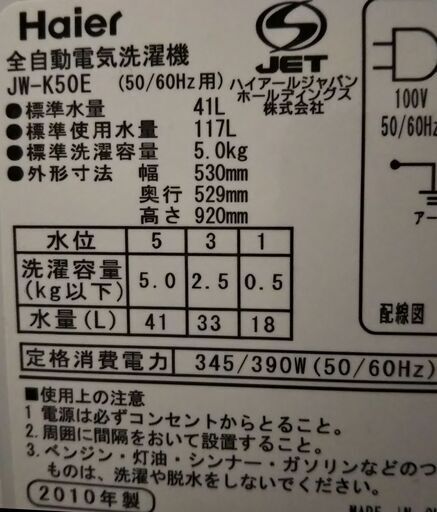 Haier
JET
全自動電気洗濯機
JW-K50E (50/60Hz用)
ハイアールジャパン
ホールディングス
株式会社
●標準水量 41L
●標準使用水量 117L
●標準洗濯容量 5.0kg
●外形寸法 幅 530mm
奥行 529mm
高さ 920mm
100V
50/60Hz
アー
配線図
水位 5 3 1
洗濯容量
(kg以下) 5.0 2.5 0.5
水量(L) 41 33 18
定格消費電力 345/390W(50/60Hz)
■使用上の注意
1 電源は必ずコンセントからとること。
2.周囲に間隔をおいて設置すること。
3.ベンジン・灯油・シンナー・ガソリンなどのつ
ものは、洗濯や脱水をしないでください。
2010年製
MADE IN